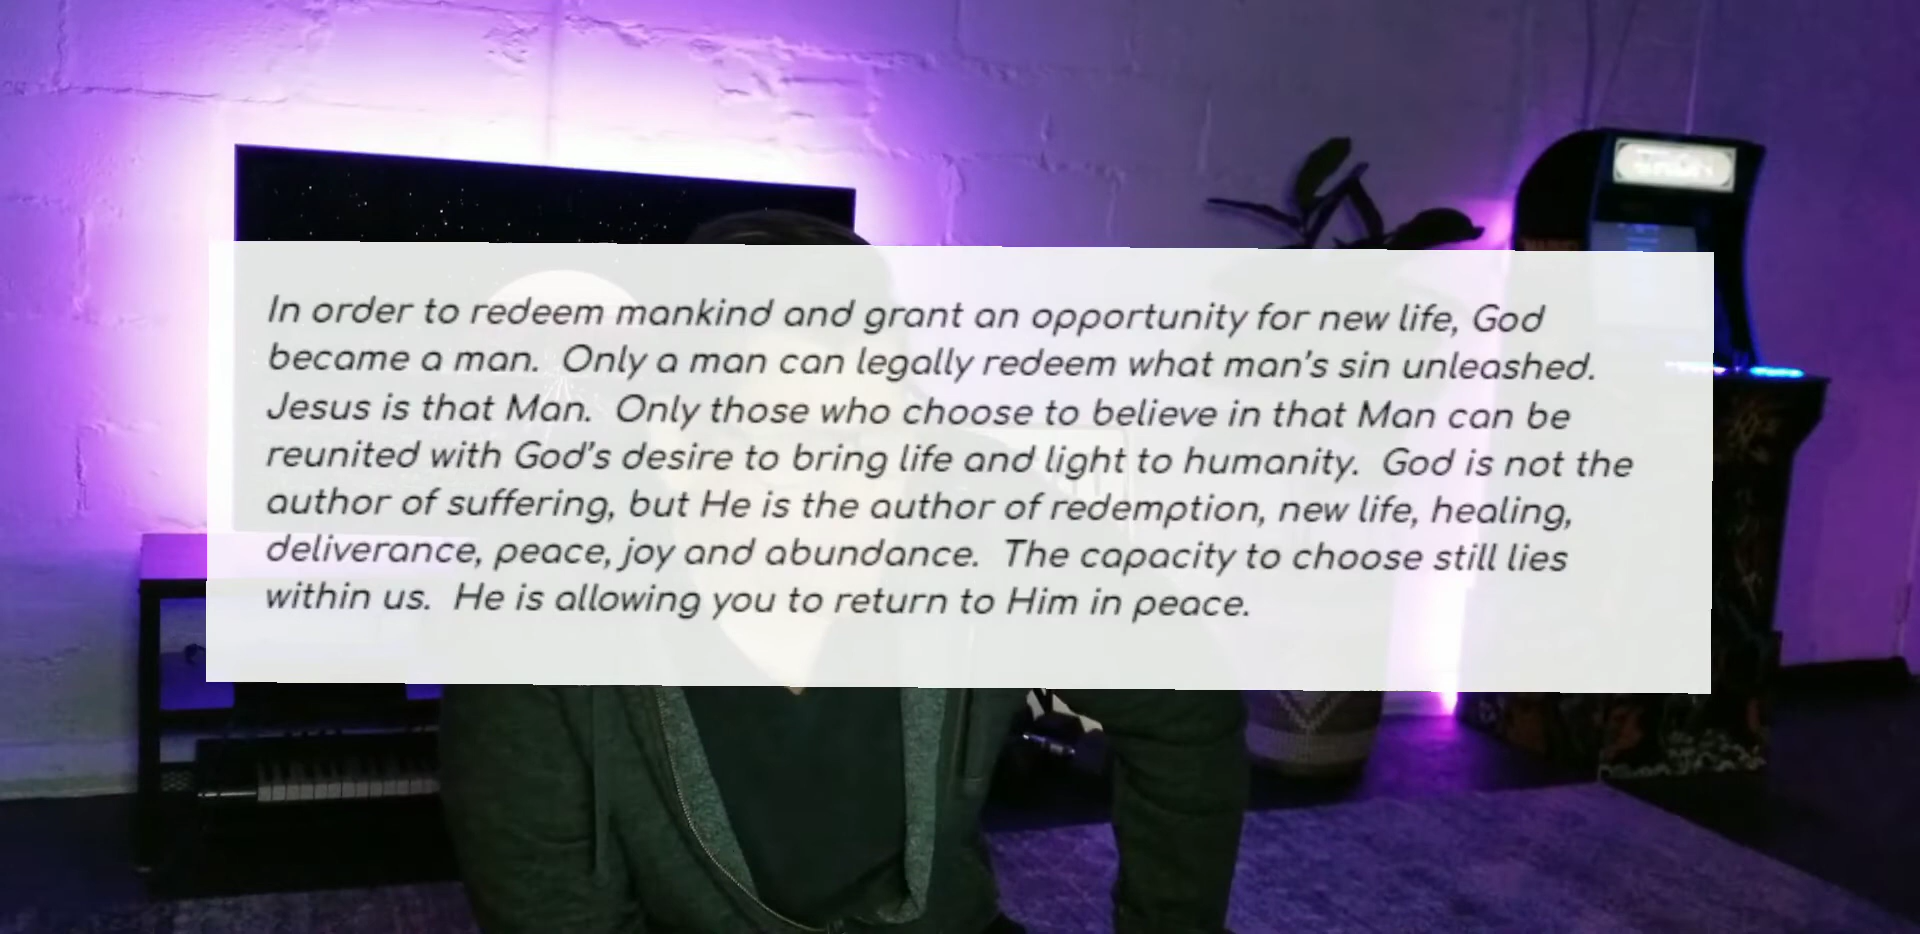 In order to redeem mankind and grant an opportunity for new life, God
became a man.  Only a man can legally redeem what man's sin unleashed.
Jesus is that Man.  Only those who choose to believe in that Man can be
reunited with God's desire to bring life and light to humanity.  God is not the
author of suffering, but He is the author of redemption, new life, healing,
deliverance, peace, joy and abundance.  The capacity to choose still lies
within us.  He is allowing you to return to Him in peace.